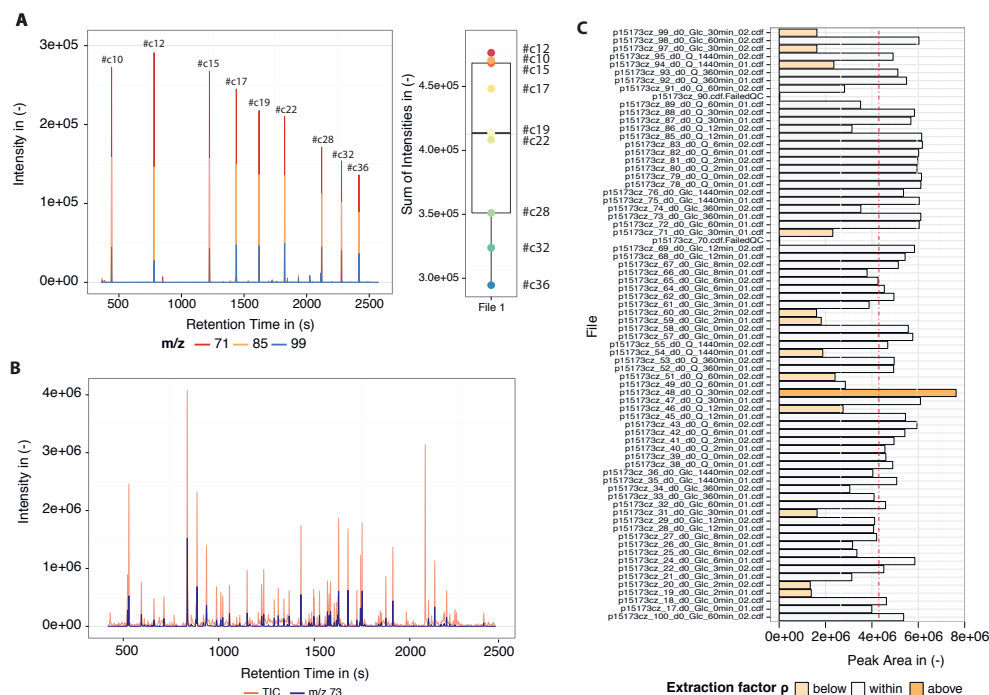 A
3e+05
2e+05
1e+05
0e+00
Intensity in (-)
#c10
#c12
#c15
#c17
#c19
#c22
#c28
#c32
#c36
500
1000
1500
2000
2500
Retention Time in (s)
m/z 71 85 99
Sum of Intensities in (-)
4.5e+05
4.0e+05
3.5e+05
3.0e+05
#c12
#c10
#c15
#c17
#c19
#c22
#c28
#c32
#c36
File 1
B
4e+06
3e+06
2e+06
1e+06
0e+00
Intensity in (-)
500
1000
1500
2000
2500
Retention Time in (s)
TIC m/z 73
C
File
p15173cz_99_d0_Glc_30min_02.cdf
p15173cz_98_d0_Glc_60min_01.cdf
p15173cz_97_d0_Glc_30min_01.cdf
p15173cz_95_d0_Q_1440min_02.cdf
p15173cz_94_d0_Q_1440min_01.cdf
p15173cz_93_d0_Q_360min_02.cdf
p15173cz_92_d0_Q_360min_01.cdf
p15173cz_91_d0_Q_60min_02.cdf
p15173cz_90.cdf.FailedQC
p15173cz_89_d0_Q_60min_01.cdf
p15173cz_88_d0_Q_30min_02.cdf
p15173cz_87_d0_Q_30min_01.cdf
p15173cz_86_d0_Q_12min_02.cdf
p15173cz_85_d0_Q_12min_01.cdf
p15173cz_83_d0_Q_6min_02.cdf
p15173cz_82_d0_Q_6min_01.cdf
p15173cz_81_d0_Q_2min_02.cdf
p15173cz_80_d0_Q_2min_01.cdf
p15173cz_79_d0_Q_0min_02.cdf
p15173cz_78_d0_Q_0min_01.cdf
p15173cz_76_d0_Glc_1440min_02.cdf
p15173cz_75_d0_Glc_1440min_01.cdf
p15173cz_74_d0_Glc_360min_02.cdf
p15173cz_73_d0_Glc_360min_01.cdf
p15173cz_72_d0_Glc_60min_01.cdf
p15173cz_71_d0_Glc_30min_01.cdf
p15173cz_70.cdf.FailedQC
p15173cz_69_d0_Glc_12min_02.cdf
p15173cz_68_d0_Glc_12min_01.cdf
p15173cz_67_d0_Glc_8min_02.cdf
p15173cz_66_d0_Glc_8min_01.cdf
p15173cz_65_d0_Glc_6min_02.cdf
p15173cz_64_d0_Glc_6min_01.cdf
p15173cz_62_d0_Glc_3min_02.cdf
p15173cz_61_d0_Glc_3min_01.cdf
p15173cz_60_d0_Glc_2min_02.cdf
p15173cz_59_d0_Glc_2min_01.cdf
p15173cz_58_d0_Glc_0min_02.cdf
p15173cz_57_d0_Glc_0min_01.cdf
p15173cz_55_d0_Q_1440min_02.cdf
p15173cz_54_d0_Q_1440min_01.cdf
p15173cz_53_d0_Q_360min_02.cdf
p15173cz_52_d0_Q_360min_01.cdf
p15173cz_51_d0_Q_60min_02.cdf
p15173cz_49_d0_Q_60min_01.cdf
p15173cz_48_d0_Q_30min_02.cdf
p15173cz_47_d0_Q_30min_01.cdf
p15173cz_46_d0_Q_12min_02.cdf
p15173cz_45_d0_Q_12min_01.cdf
p15173cz_43_d0_Q_6min_02.cdf
p15173cz_42_d0_Q_6min_01.cdf
p15173cz_41_d0_Q_2min_02.cdf
p15173cz_40_d0_Q_2min_01.cdf
p15173cz_39_d0_Q_0min_02.cdf
p15173cz_38_d0_Q_0min_01.cdf
p15173cz_36_d0_Glc_1440min_02.cdf
p15173cz_35_d0_Glc_1440min_01.cdf
p15173cz_34_d0_Glc_360min_02.cdf
p15173cz_33_d0_Glc_360min_01.cdf
p15173cz_32_d0_Glc_60min_01.cdf
p15173cz_31_d0_Glc_30min_01.cdf
p15173cz_29_d0_Glc_12min_02.cdf
p15173cz_28_d0_Glc_12min_01.cdf
p15173cz_27_d0_Glc_8min_02.cdf
p15173cz_26_d0_Glc_8min_01.cdf
p15173cz_25_d0_Glc_6min_02.cdf
p15173cz_24_d0_Glc_6min_01.cdf
p15173cz_22_d0_Glc_3min_02.cdf
p15173cz_21_d0_Glc_3min_01.cdf
p15173cz_20_d0_Glc_2min_02.cdf
p15173cz_19_d0_Glc_2min_01.cdf
p15173cz_18_d0_Glc_0min_02.cdf
p15173cz_17_d0_Glc_0min_01.cdf
p15173cz_100_d0_Glc_60min_02.cdf
0e+00
2e+06
4e+06
6e+06
8e+06
Peak Area in (-)
Extraction factor ρ below within above